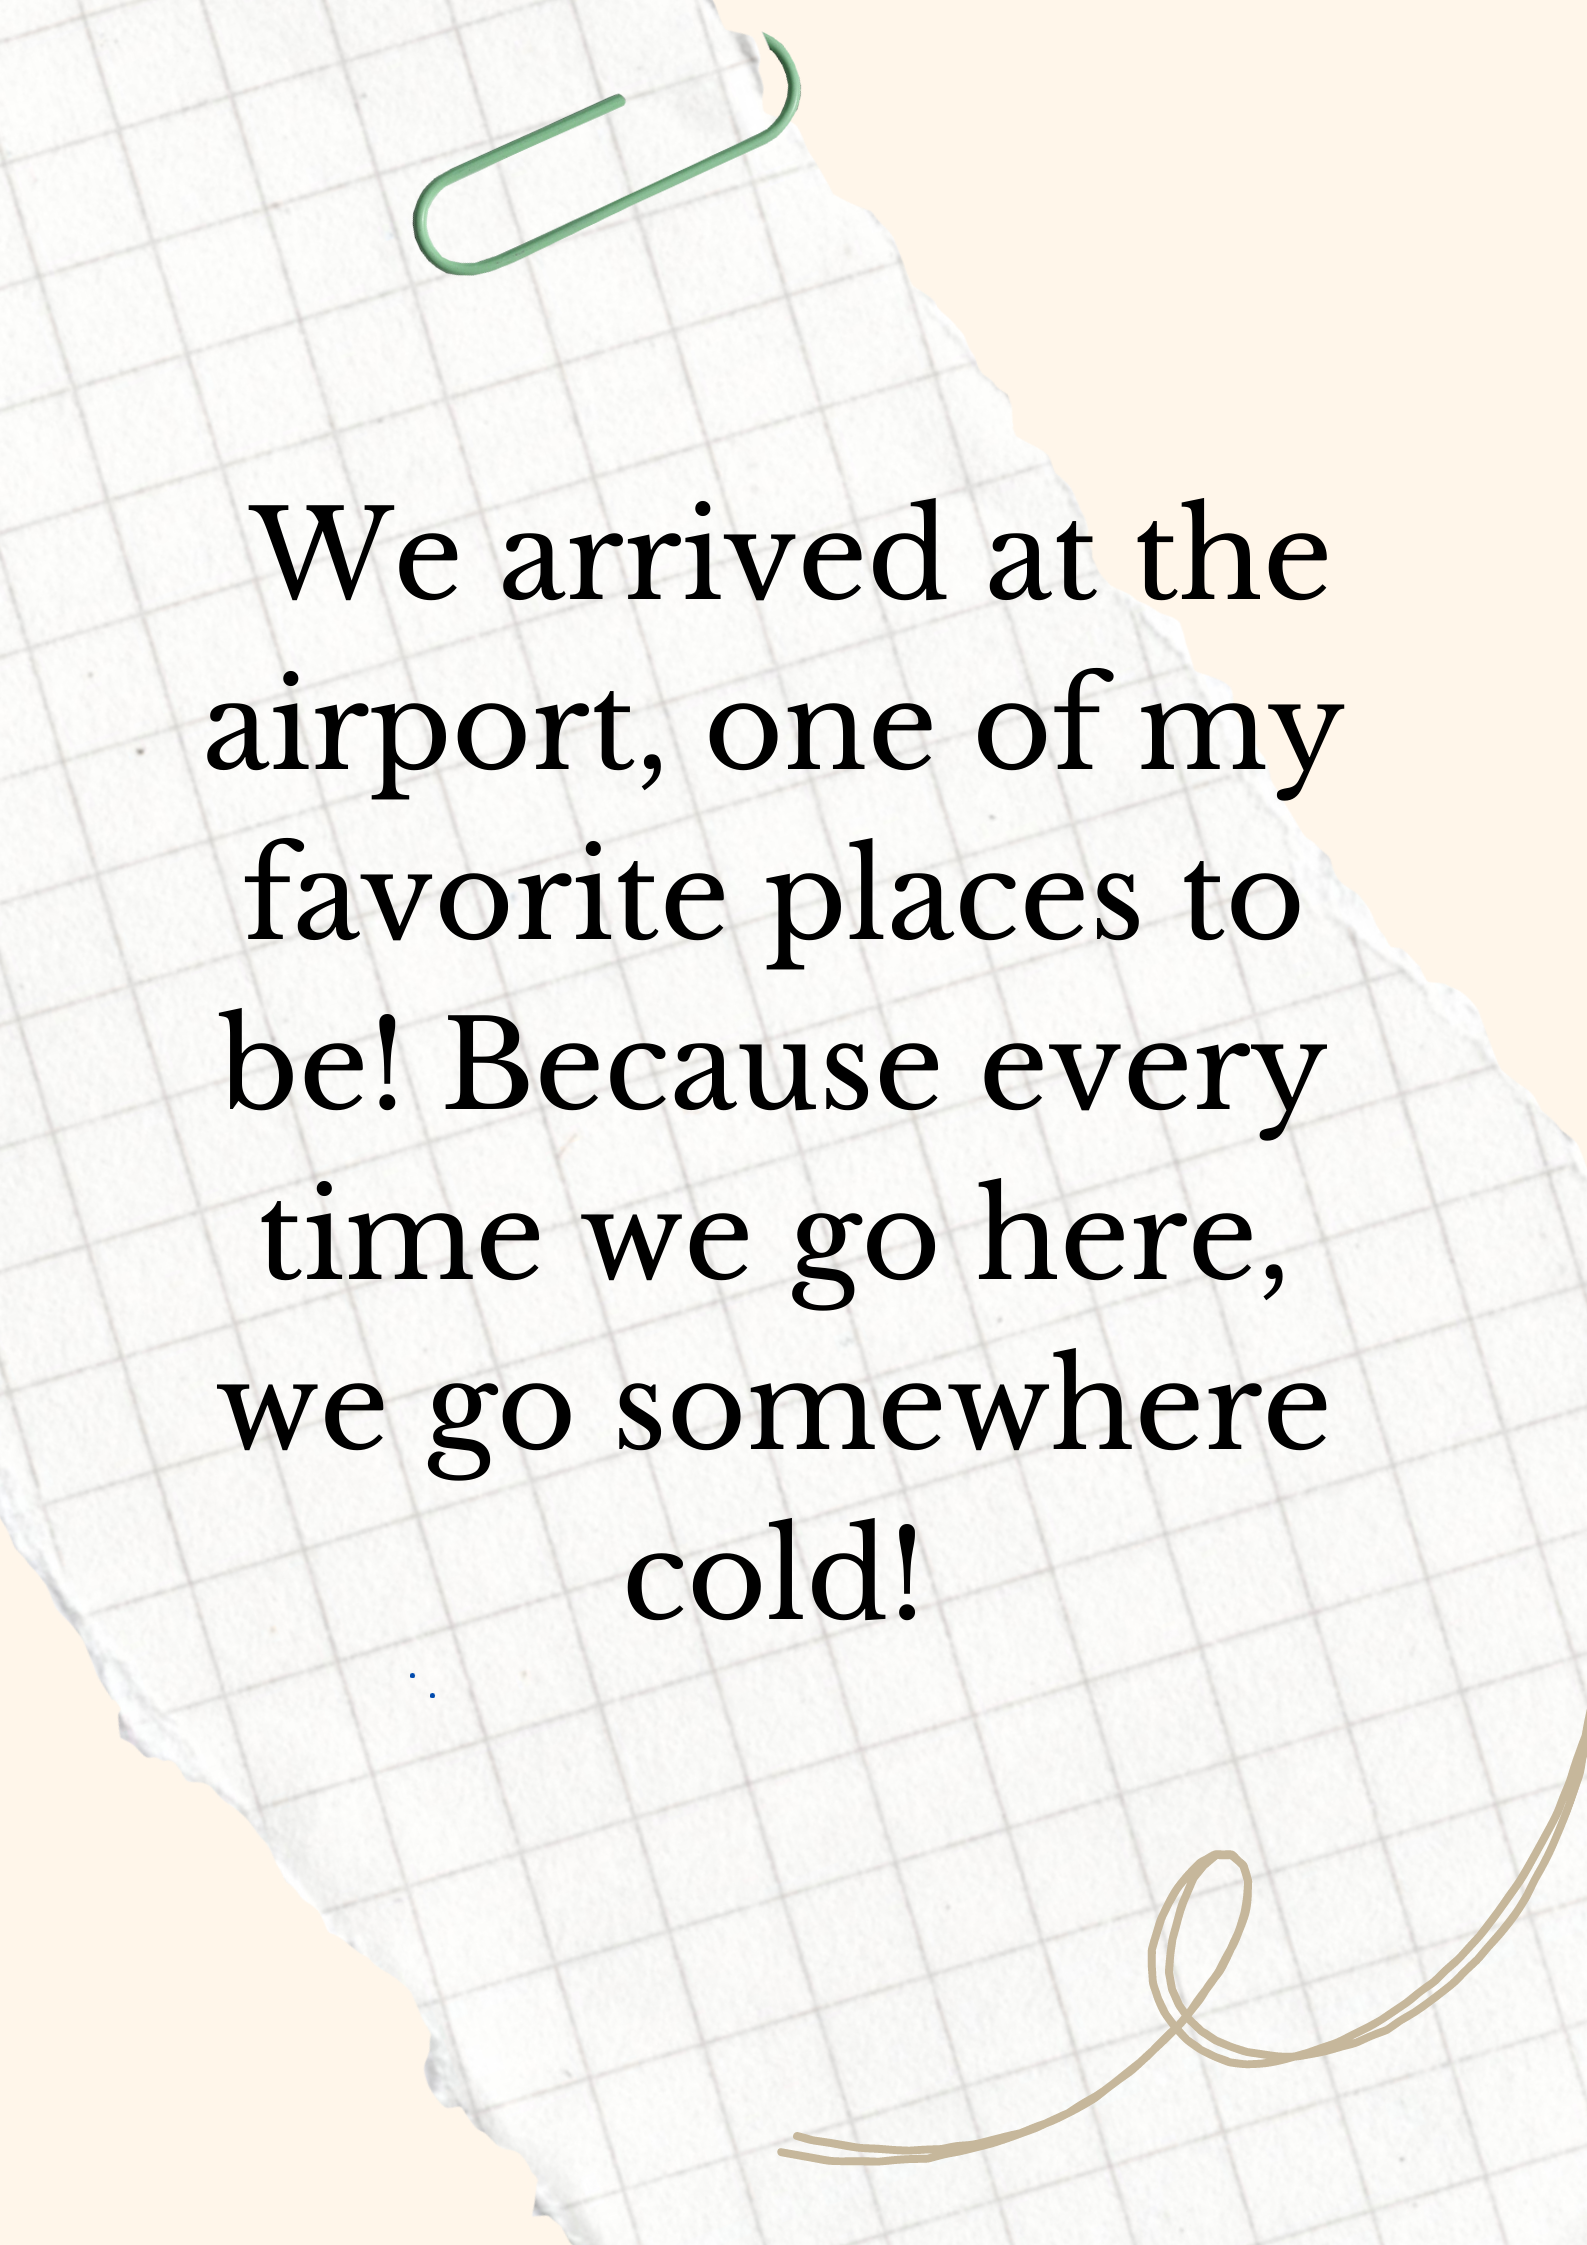 We arrived at the
airport, one of my
favorite places to
be! Because every
time we go here,
we go somewhere
cold!